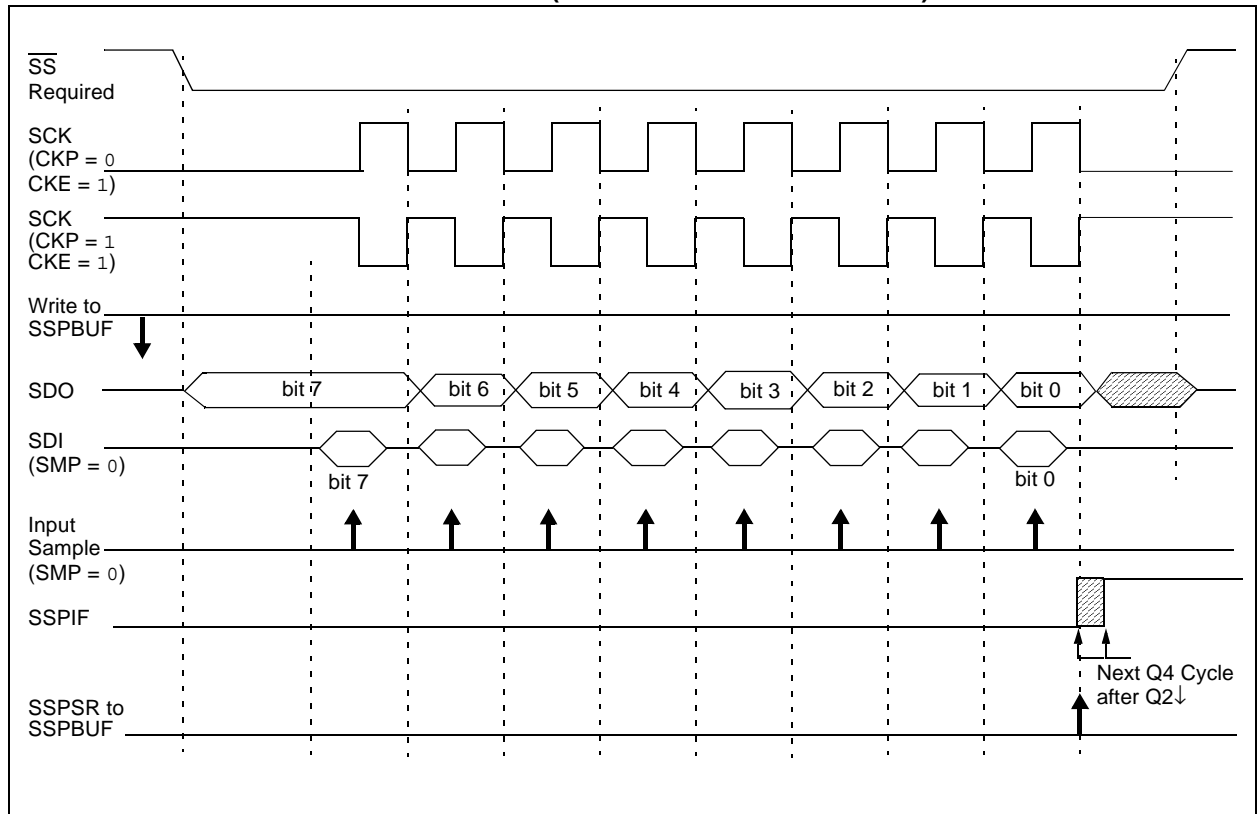 SS
Required
SCK
(CKP = 0
CKE = 1)
SCK
(CKP = 1
CKE = 1)
Write to
SSPBUF
SDO
bit 7
bit 6
bit 5
bit 4
bit 3
bit 2
bit 1
bit 0
SDI
(SMP = 0)
bit 7
bit 0
Input
Sample
(SMP = 0)
SSPIF
Next Q4 Cycle
after Q2↓
SSPSR to
SSPBUF